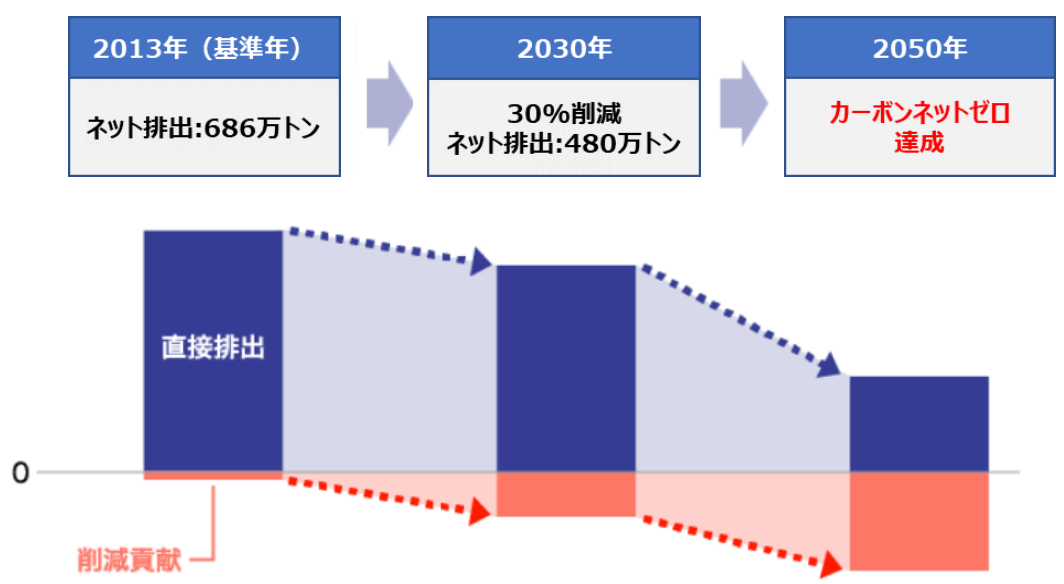 2013年（基準年）
ネット排出:686万トン
2030年
30%削減
ネット排出:480万トン
2050年
カーボンネットゼロ
達成
直接排出
0
削減貢献